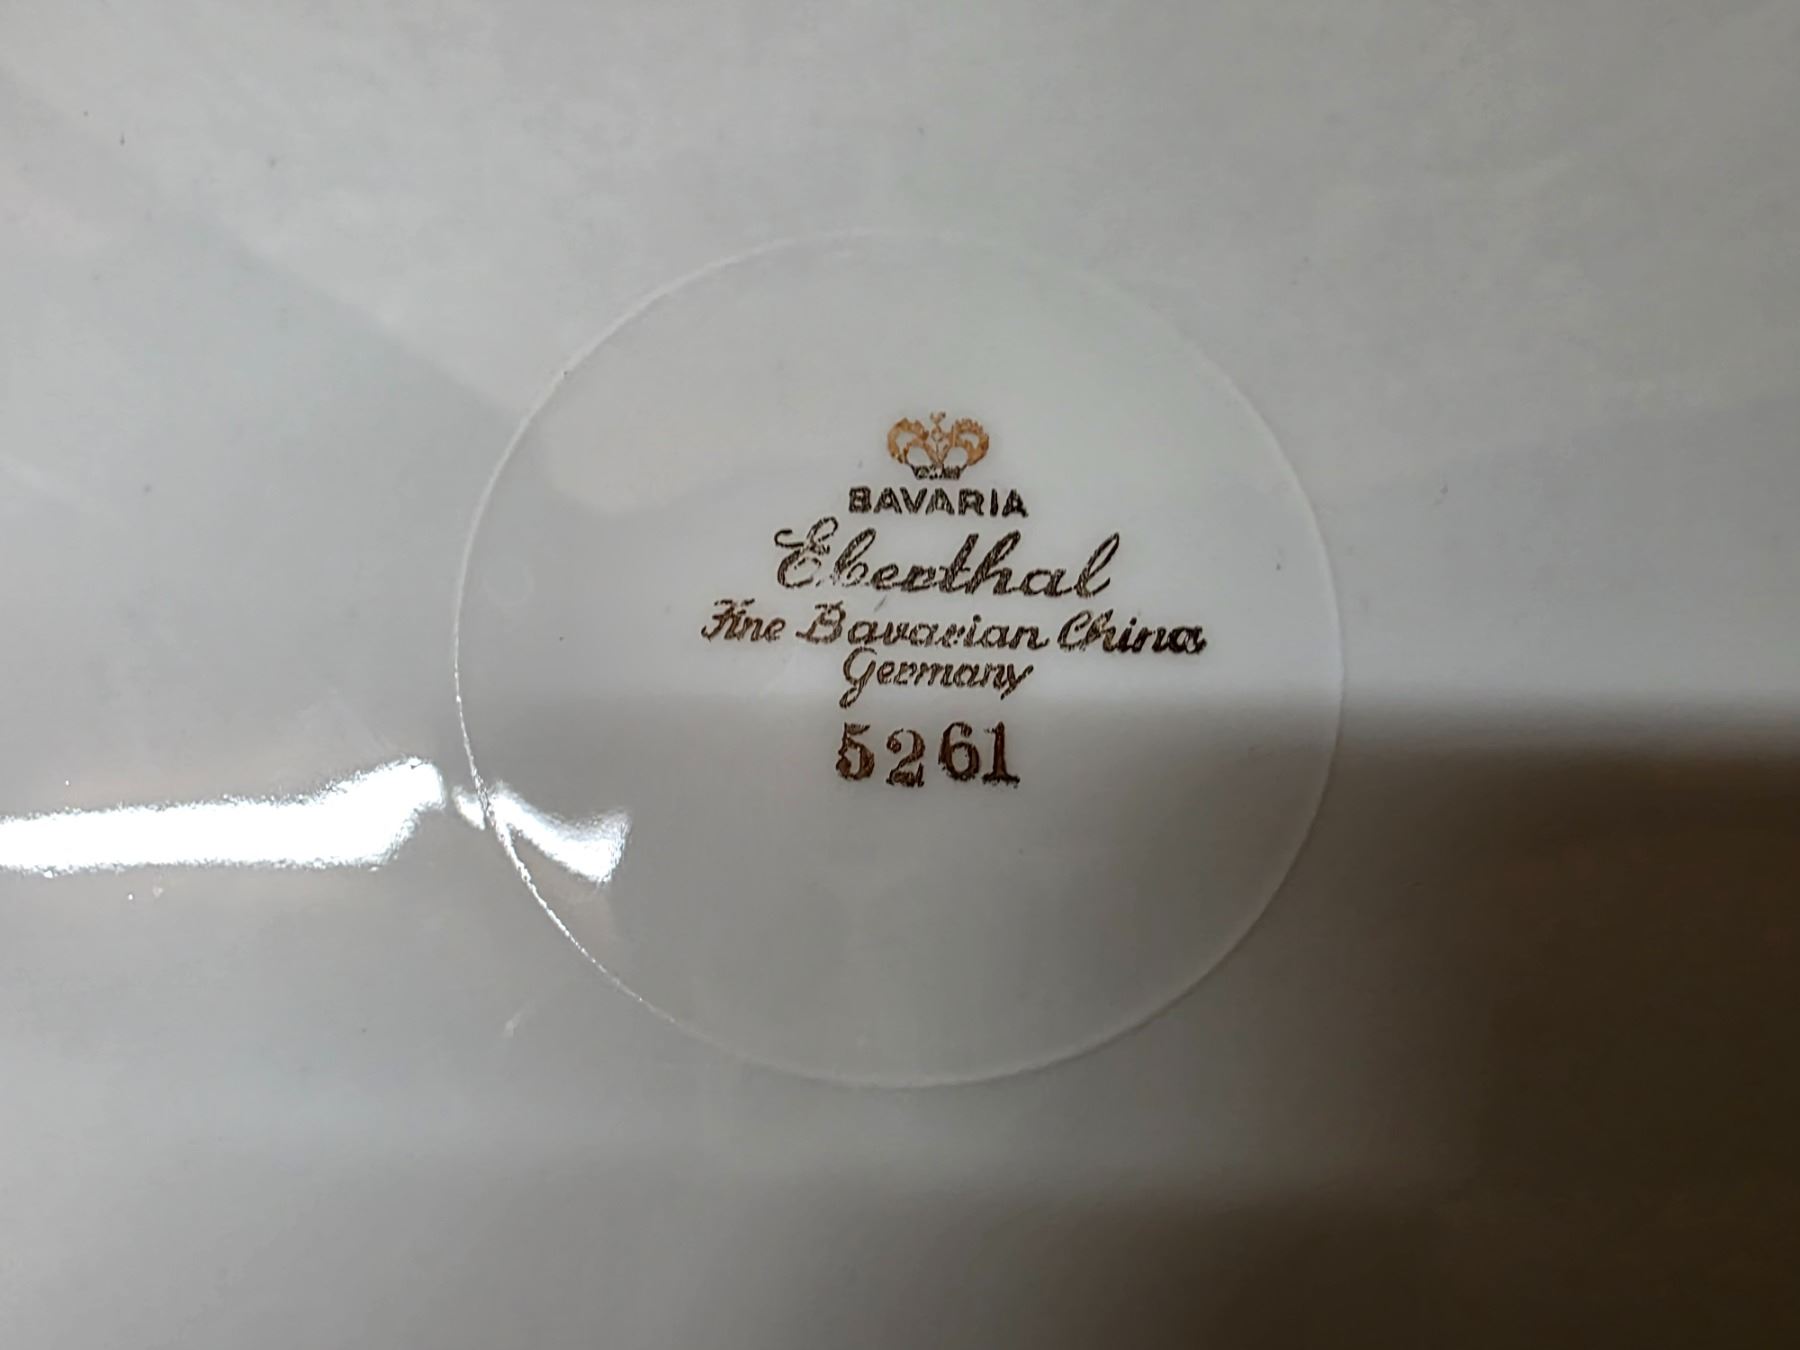 BAVARIA
Eberthal
Fine Bavarian China
Germany
5261